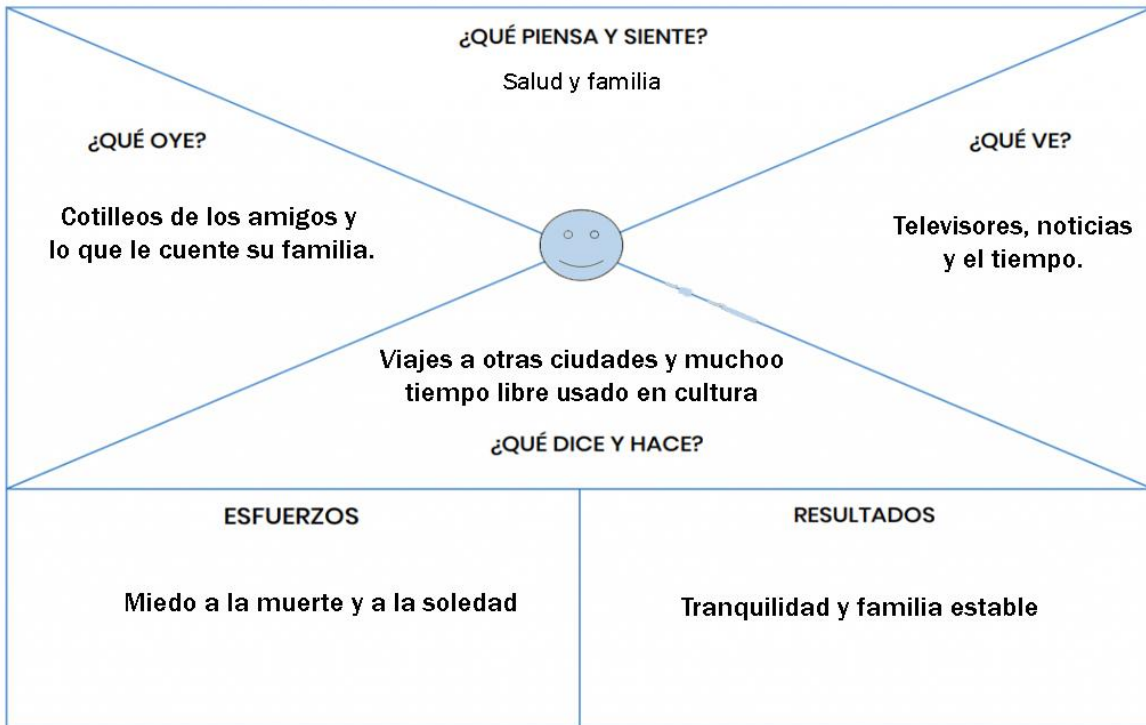 ¿QUÉ PIENSA Y SIENTE?
Salud y familia
¿QUÉ OYE?
Cotilleos de los amigos y
lo que le cuente su familia.
¿QUÉ VE?
Televisores, noticias
y el tiempo.
Viajes a otras ciudades y muchoo
tiempo libre usado en cultura
¿QUÉ DICE Y HACE?
ESFUERZOS
Miedo a la muerte y a la soledad
RESULTADOS
Tranquilidad y familia estable